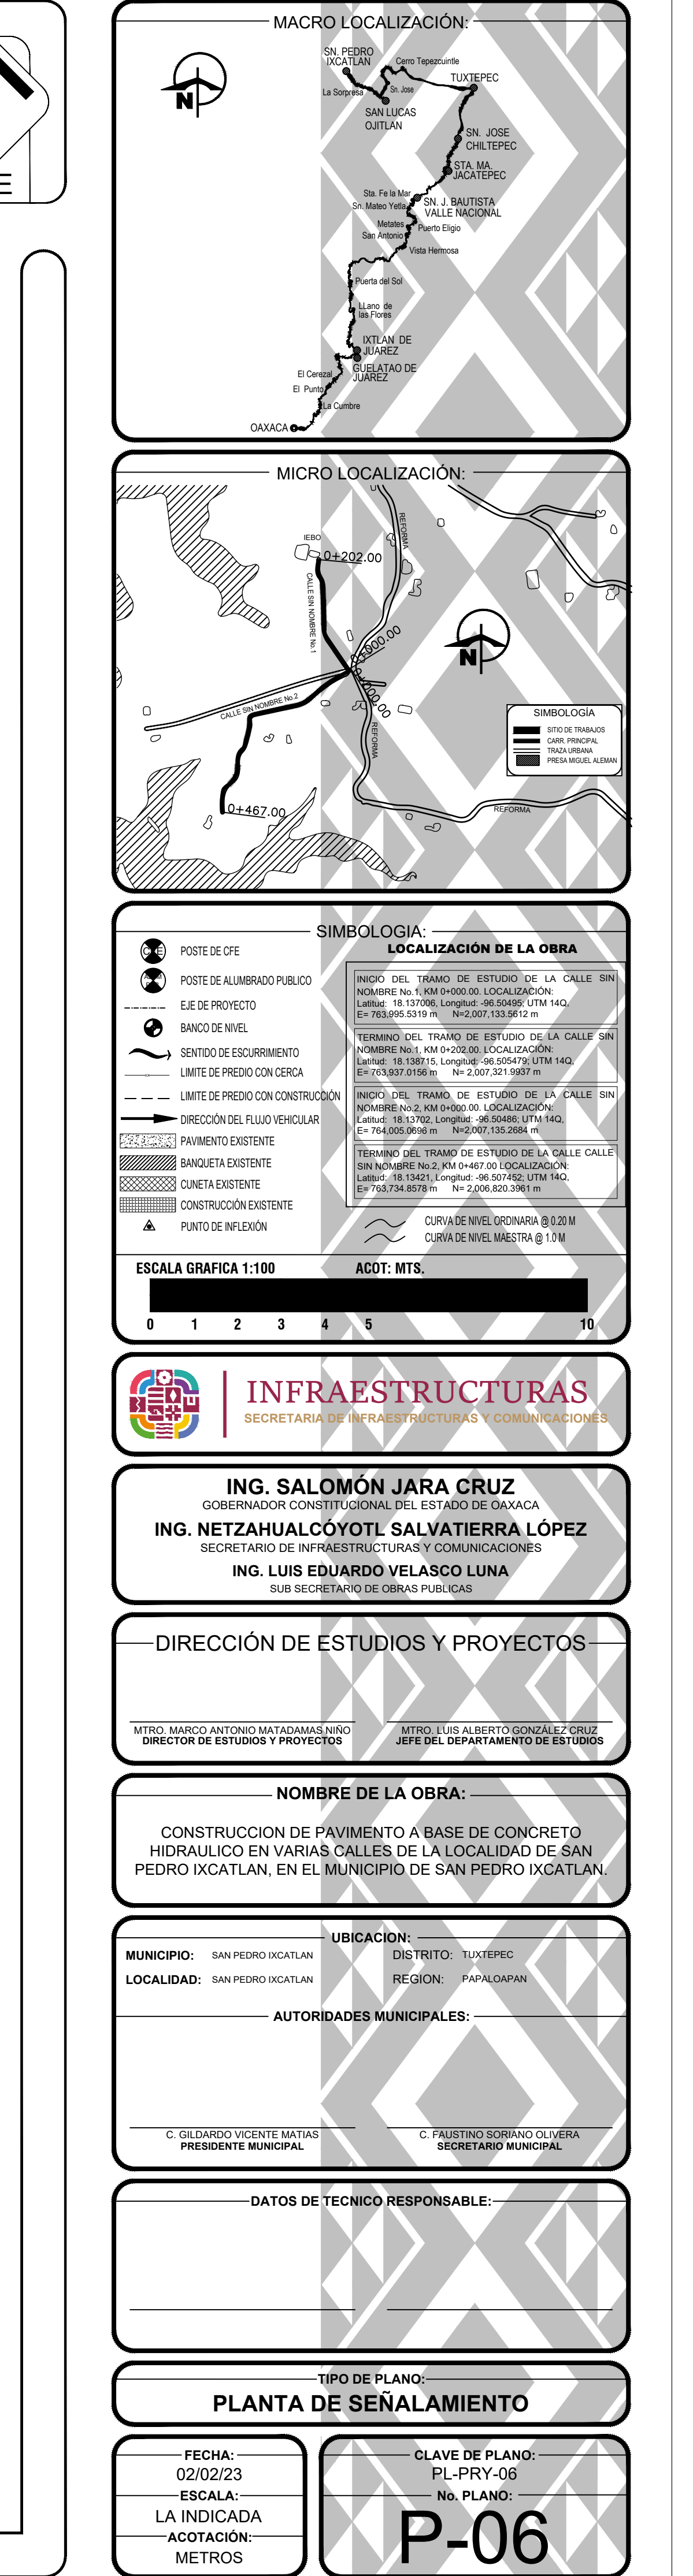 E
MACRO LOCALIZACIÓN:
SN. PEDRO
IXCATLAN
Cerro Tepezcuintle
TUXTEPEC
La Sorpresa
Sn. Jose
SAN LUCAS
OJITLAN
N
SN. JOSE
CHILTEPEC
STA. MA.
JACATEPEC
Sta. Fe la Mar
SN. J. BAUTISTA
VALLE NACIONAL
Sn. Mateo Yetla
Metates
Puerto Eligio
San Antonio
Vista Hermosa
Puerta del Sol
LLano de
las Flores
IXTLAN DE
JUAREZ
GUELATAO DE
JUAREZ
El Cerezal
El Punto
La Cumbre
OAXACA
MICRO LOCALIZACIÓN:
IEBO
0+202.00
REFORMA
CALLE SIN NOMBRE No.1
0+000.00
0+000.00
N
CALLE SIN NOMBRE No.2
REFORMA
0+467.00
REFORMA
SIMBOLOGÍA
SITIO DE TRABAJOS
CARR. PRINCIPAL
TRAZA URBANA
PRESA MIGUEL ALEMAN
SIMBOLOGIA:
POSTE DE CFE
POSTE DE ALUMBRADO PUBLICO
EJE DE PROYECTO
BANCO DE NIVEL
SENTIDO DE ESCURRIMIENTO
LIMITE DE PREDIO CON CERCA
LIMITE DE PREDIO CON CONSTRUCCIÓN
DIRECCIÓN DEL FLUJO VEHICULAR
PAVIMENTO EXISTENTE
BANQUETA EXISTENTE
CUNETA EXISTENTE
CONSTRUCCIÓN EXISTENTE
PUNTO DE INFLEXIÓN
LOCALIZACIÓN DE LA OBRA
INICIO DEL TRAMO DE ESTUDIO DE LA CALLE SIN
NOMBRE No.1, KM 0+000.00. LOCALIZACIÓN:
Latitud: 18.137006, Longitud: -96.50495; UTM 14Q,
E= 763,995.5319 m N=2,007,133.5612 m
TERMINO DEL TRAMO DE ESTUDIO DE LA CALLE SIN
NOMBRE No.1, KM 0+202.00. LOCALIZACIÓN:
Latitud: 18.138715, Longitud: -96.505479; UTM 14Q,
E= 763,937.0156 m N= 2,007,321.9937 m
INICIO DEL TRAMO DE ESTUDIO DE LA CALLE SIN
NOMBRE No.2, KM 0+000.00. LOCALIZACIÓN:
Latitud: 18.13702, Longitud: -96.50486; UTM 14Q,
E= 764,005.0696 m N=2,007,135.2684 m
TERMINO DEL TRAMO DE ESTUDIO DE LA CALLE CALLE
SIN NOMBRE No.2, KM 0+467.00 LOCALIZACIÓN:
Latitud: 18.13421, Longitud: -96.507452; UTM 14Q,
E= 763,734.8578 m N= 2,006,820.3961 m
CURVA DE NIVEL ORDINARIA @ 0.20 M
CURVA DE NIVEL MAESTRA @ 1.0 M
ESCALA GRAFICA 1:100 ACOT: MTS.
0 1 2 3 4 5 10
INFRAESTRUCTURAS
SECRETARIA DE INFRAESTRUCTURAS Y COMUNICACIONES
ING. SALOMÓN JARA CRUZ
GOBERNADOR CONSTITUCIONAL DEL ESTADO DE OAXACA
ING. NETZAHUALCÓYOTL SALVATIERRA LÓPEZ
SECRETARIO DE INFRAESTRUCTURAS Y COMUNICACIONES
ING. LUIS EDUARDO VELASCO LUNA
SUB SECRETARIO DE OBRAS PUBLICAS
DIRECCIÓN DE ESTUDIOS Y PROYECTOS
MTRO. MARCO ANTONIO MATADAMAS NIÑO
DIRECTOR DE ESTUDIOS Y PROYECTOS
MTRO. LUIS ALBERTO GONZÁLEZ CRUZ
JEFE DEL DEPARTAMENTO DE ESTUDIOS
NOMBRE DE LA OBRA:
CONSTRUCCION DE PAVIMENTO A BASE DE CONCRETO
HIDRAULICO EN VARIAS CALLES DE LA LOCALIDAD DE SAN
PEDRO IXCATLAN, EN EL MUNICIPIO DE SAN PEDRO IXCATLAN.
UBICACION:
MUNICIPIO: SAN PEDRO IXCATLAN DISTRITO: TUXTEPEC
LOCALIDAD: SAN PEDRO IXCATLAN REGION: PAPALOAPAN
AUTORIDADES MUNICIPALES:
C. GILDARDO VICENTE MATIAS
PRESIDENTE MUNICIPAL
C. FAUSTINO SORIANO OLIVERA
SECRETARIO MUNICIPAL
DATOS DE TECNICO RESPONSABLE:
TIPO DE PLANO:
PLANTA DE SEÑALAMIENTO
FECHA:
02/02/23
ESCALA:
LA INDICADA
ACOTACIÓN:
METROS
CLAVE DE PLANO:
PL-PRY-06
No. PLANO:
P-06